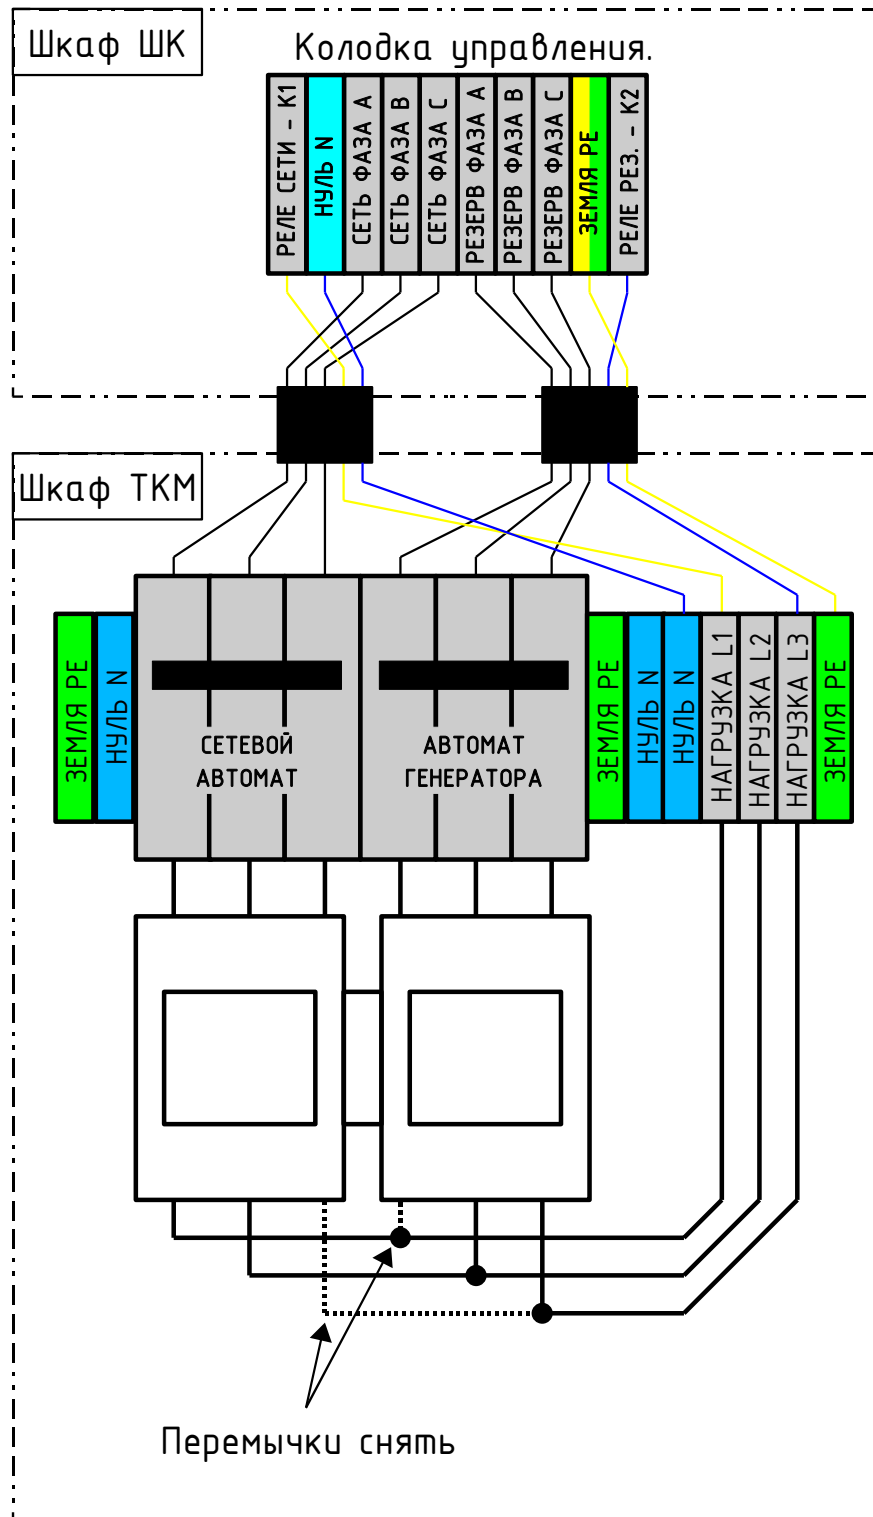 Шкаф ШК
Колодка управления.
РЕЛЕ СЕТИ - К1
НУЛЬ N
СЕТЬ ФАЗА А
СЕТЬ ФАЗА В
СЕТЬ ФАЗА С
РЕЗЕРВ ФАЗА А
РЕЗЕРВ ФАЗА В
РЕЗЕРВ ФАЗА С
ЗЕМЛЯ PE
РЕЛЕ РЕЗ. - К2
Шкаф ТКМ
ЗЕМЛЯ PE
НУЛЬ N
СЕТЕВОЙ
АВТОМАТ
АВТОМАТ
ГЕНЕРАТОРА
ЗЕМЛЯ PE
НУЛЬ N
НУЛЬ N
НАГРУЗКА L1
НАГРУЗКА L2
НАГРУЗКА L3
ЗЕМЛЯ PE
Перемычки снять